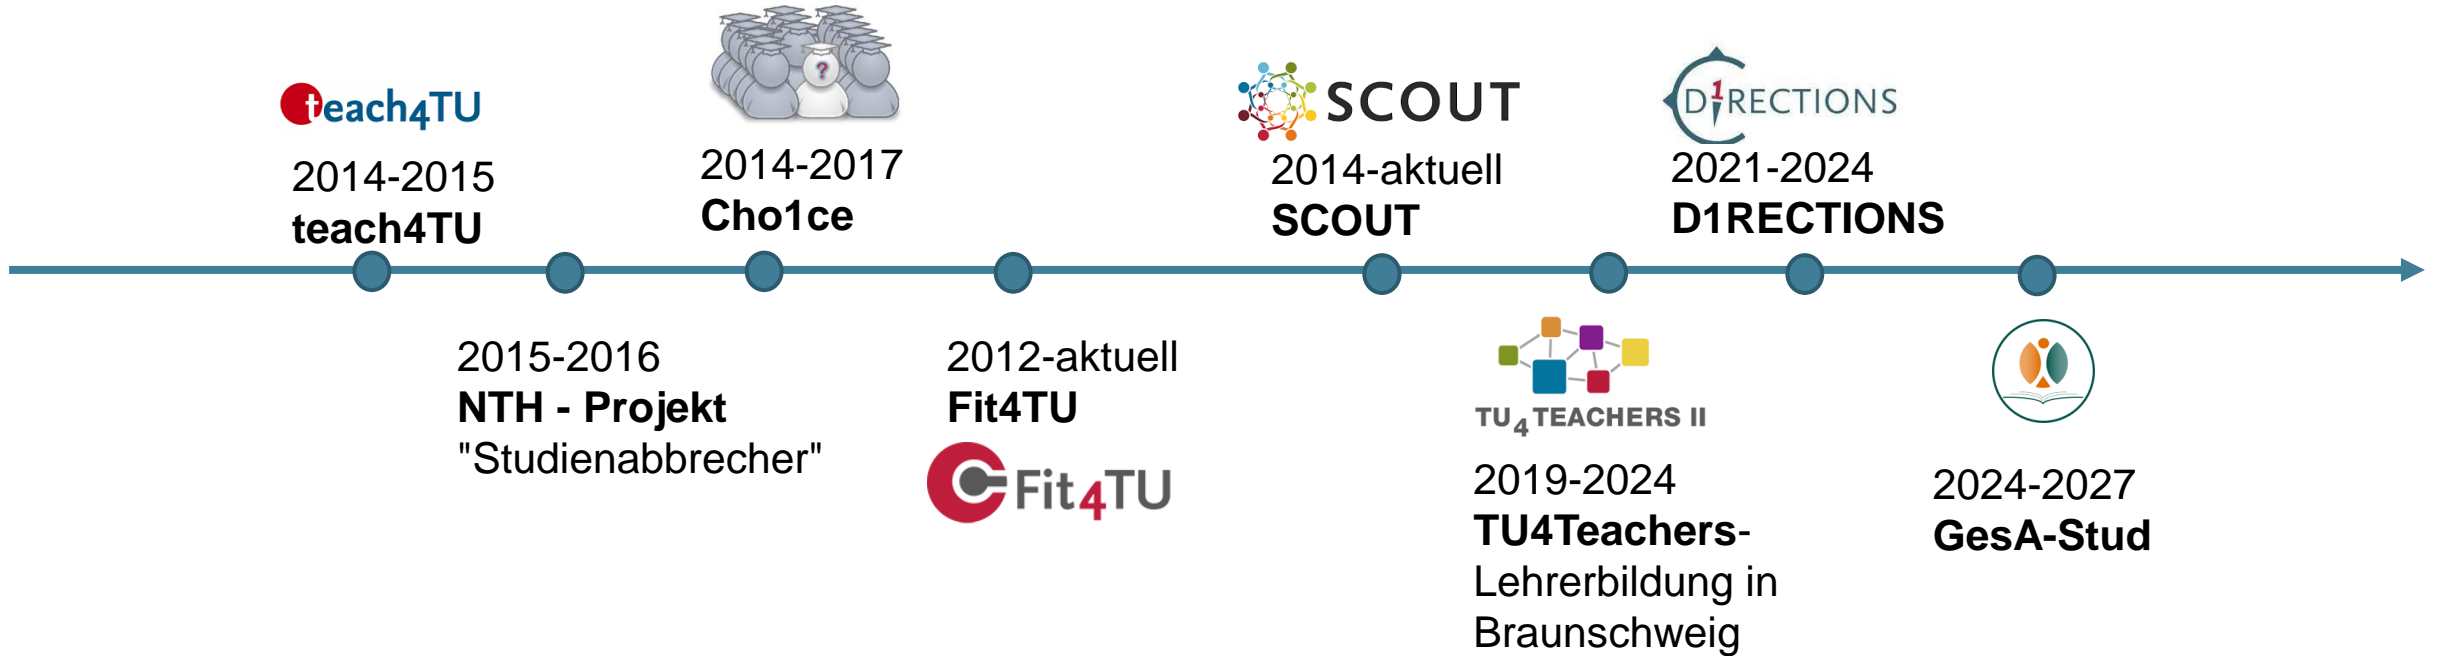 teach4TU
2014-2015
teach4TU
?
2014-2017
Cho1ce
SCOUT
2014-aktuell
SCOUT
D1RECTIONS
2021-2024
D1RECTIONS
2015-2016
NTH - Projekt
"Studienabbrecher"
2012-aktuell
Fit4TU
Fit4TU
TU4TEACHERS II
2019-2024
TU4Teachers-
Lehrerbildung in
Braunschweig
2024-2027
GesA-Stud